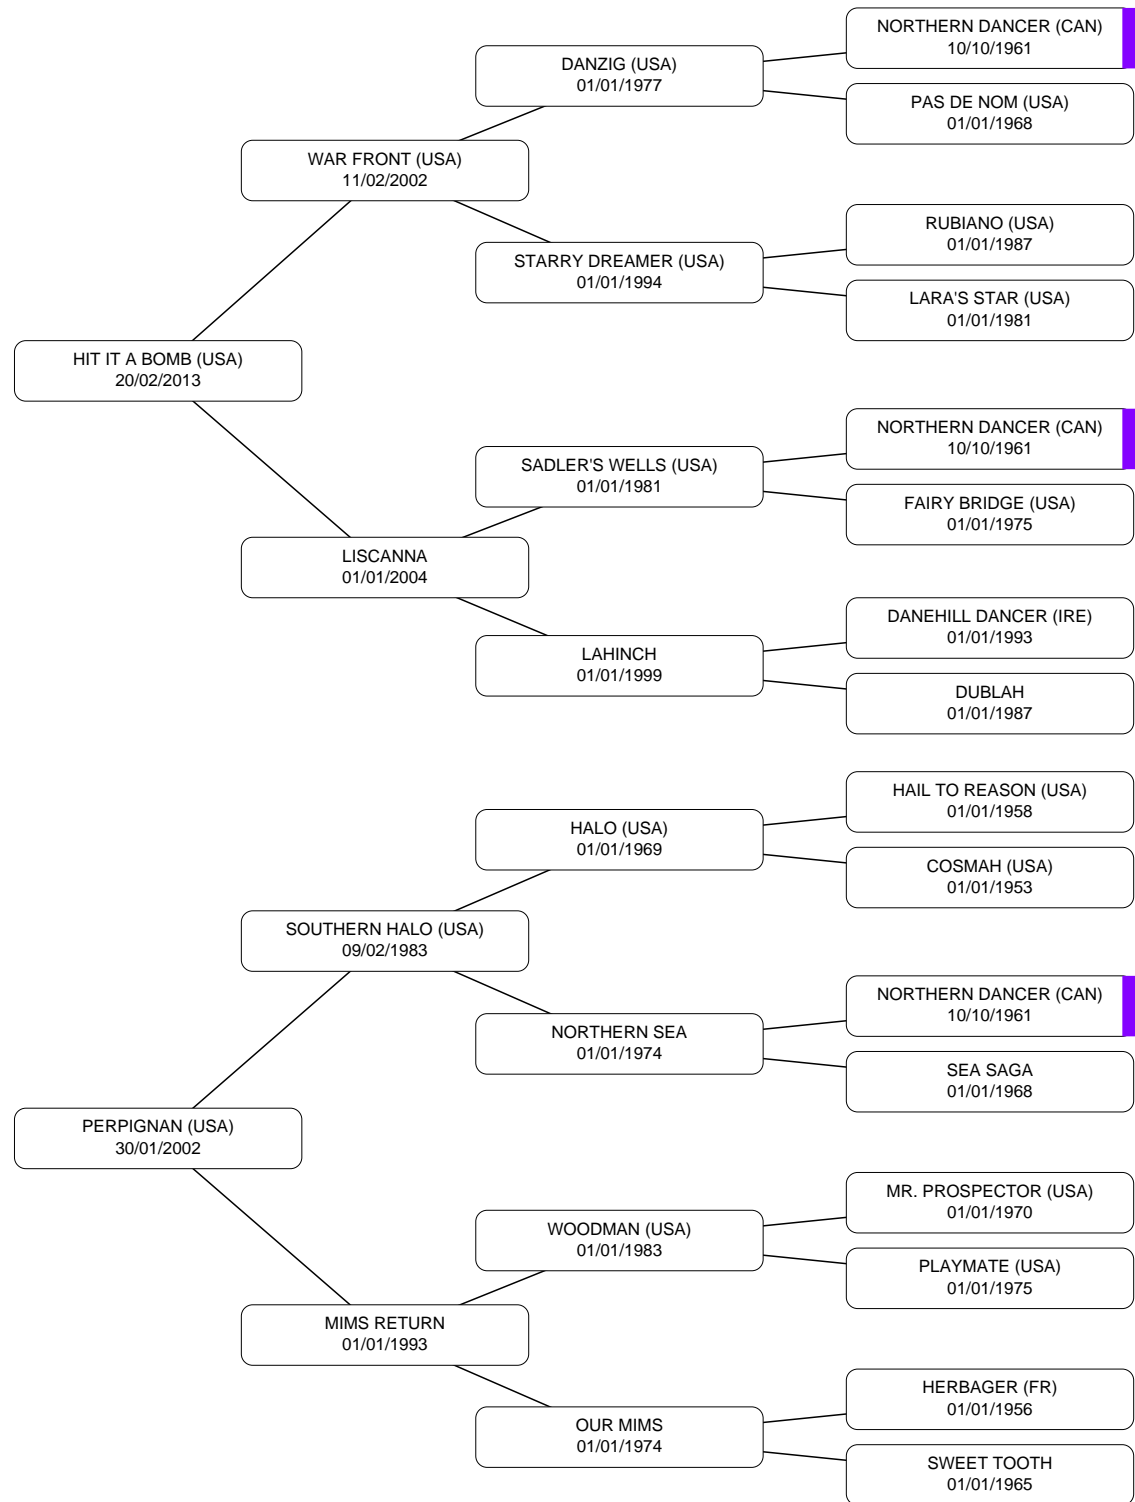 NORTHERN DANCER (CAN)
10/10/1961
DANZIG (USA)
01/01/1977
PAS DE NOM (USA)
01/01/1968
WAR FRONT (USA)
11/02/2002
RUBIANO (USA)
01/01/1987
STARRY DREAMER (USA)
01/01/1994
LARA'S STAR (USA)
01/01/1981
HIT IT A BOMB (USA)
20/02/2013
NORTHERN DANCER (CAN)
10/10/1961
SADLER'S WELLS (USA)
01/01/1981
FAIRY BRIDGE (USA)
01/01/1975
LISCANNA
01/01/2004
DANEHILL DANCER (IRE)
01/01/1993
LAHINCH
01/01/1999
DUBLAH
01/01/1987
HAIL TO REASON (USA)
01/01/1958
HALO (USA)
01/01/1969
COSMAH (USA)
01/01/1953
SOUTHERN HALO (USA)
09/02/1983
NORTHERN DANCER (CAN)
10/10/1961
NORTHERN SEA
01/01/1974
SEA SAGA
01/01/1968
PERPIGNAN (USA)
30/01/2002
MR. PROSPECTOR (USA)
01/01/1970
WOODMAN (USA)
01/01/1983
PLAYMATE (USA)
01/01/1975
MIMS RETURN
01/01/1993
HERBAGER (FR)
01/01/1956
OUR MIMS
01/01/1974
SWEET TOOTH
01/01/1965